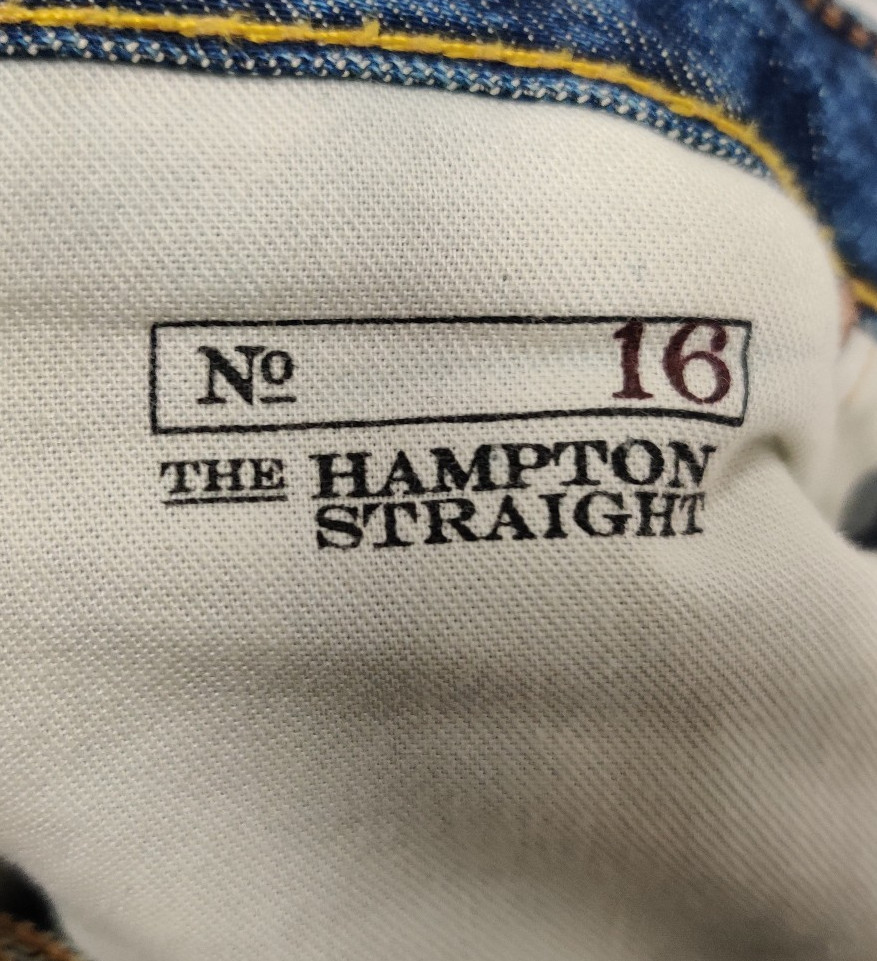 Nº 16
THE HAMPTON
STRAIGHT